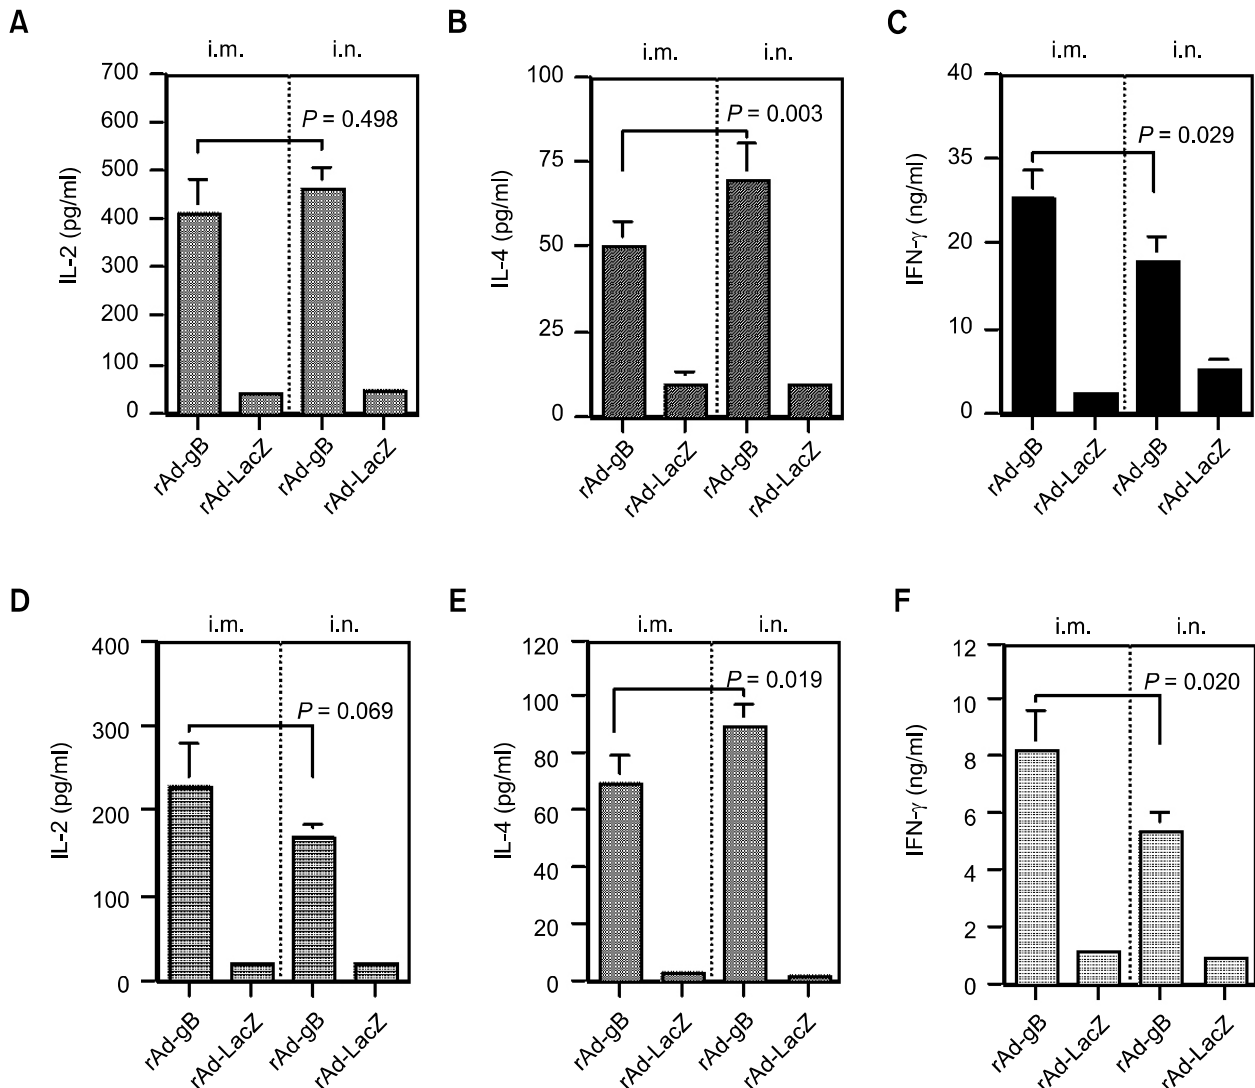 A
i.m.
i.n.
700
600
500
400
300
200
100
0
IL-2 (pg/ml)
P = 0.498
rAd-gB
rAd-LacZ
rAd-gB
rAd-LacZ
B
i.m.
i.n.
100
75
50
25
0
IL-4 (pg/ml)
P = 0.003
rAd-gB
rAd-LacZ
rAd-gB
rAd-LacZ
C
i.m.
i.n.
40
35
20
10
0
IFN-γ (ng/ml)
P = 0.029
rAd-gB
rAd-LacZ
rAd-gB
rAd-LacZ
D
i.m.
i.n.
400
300
200
100
0
IL-2 (pg/ml)
P = 0.069
rAd-gB
rAd-LacZ
rAd-gB
rAd-LacZ
E
i.m.
i.n.
120
100
80
60
40
20
0
IL-4 (pg/ml)
P = 0.019
rAd-gB
rAd-LacZ
rAd-gB
rAd-LacZ
F
i.m.
i.n.
12
10
8
6
4
2
0
IFN-γ (ng/ml)
P = 0.020
rAd-gB
rAd-LacZ
rAd-gB
rAd-LacZ